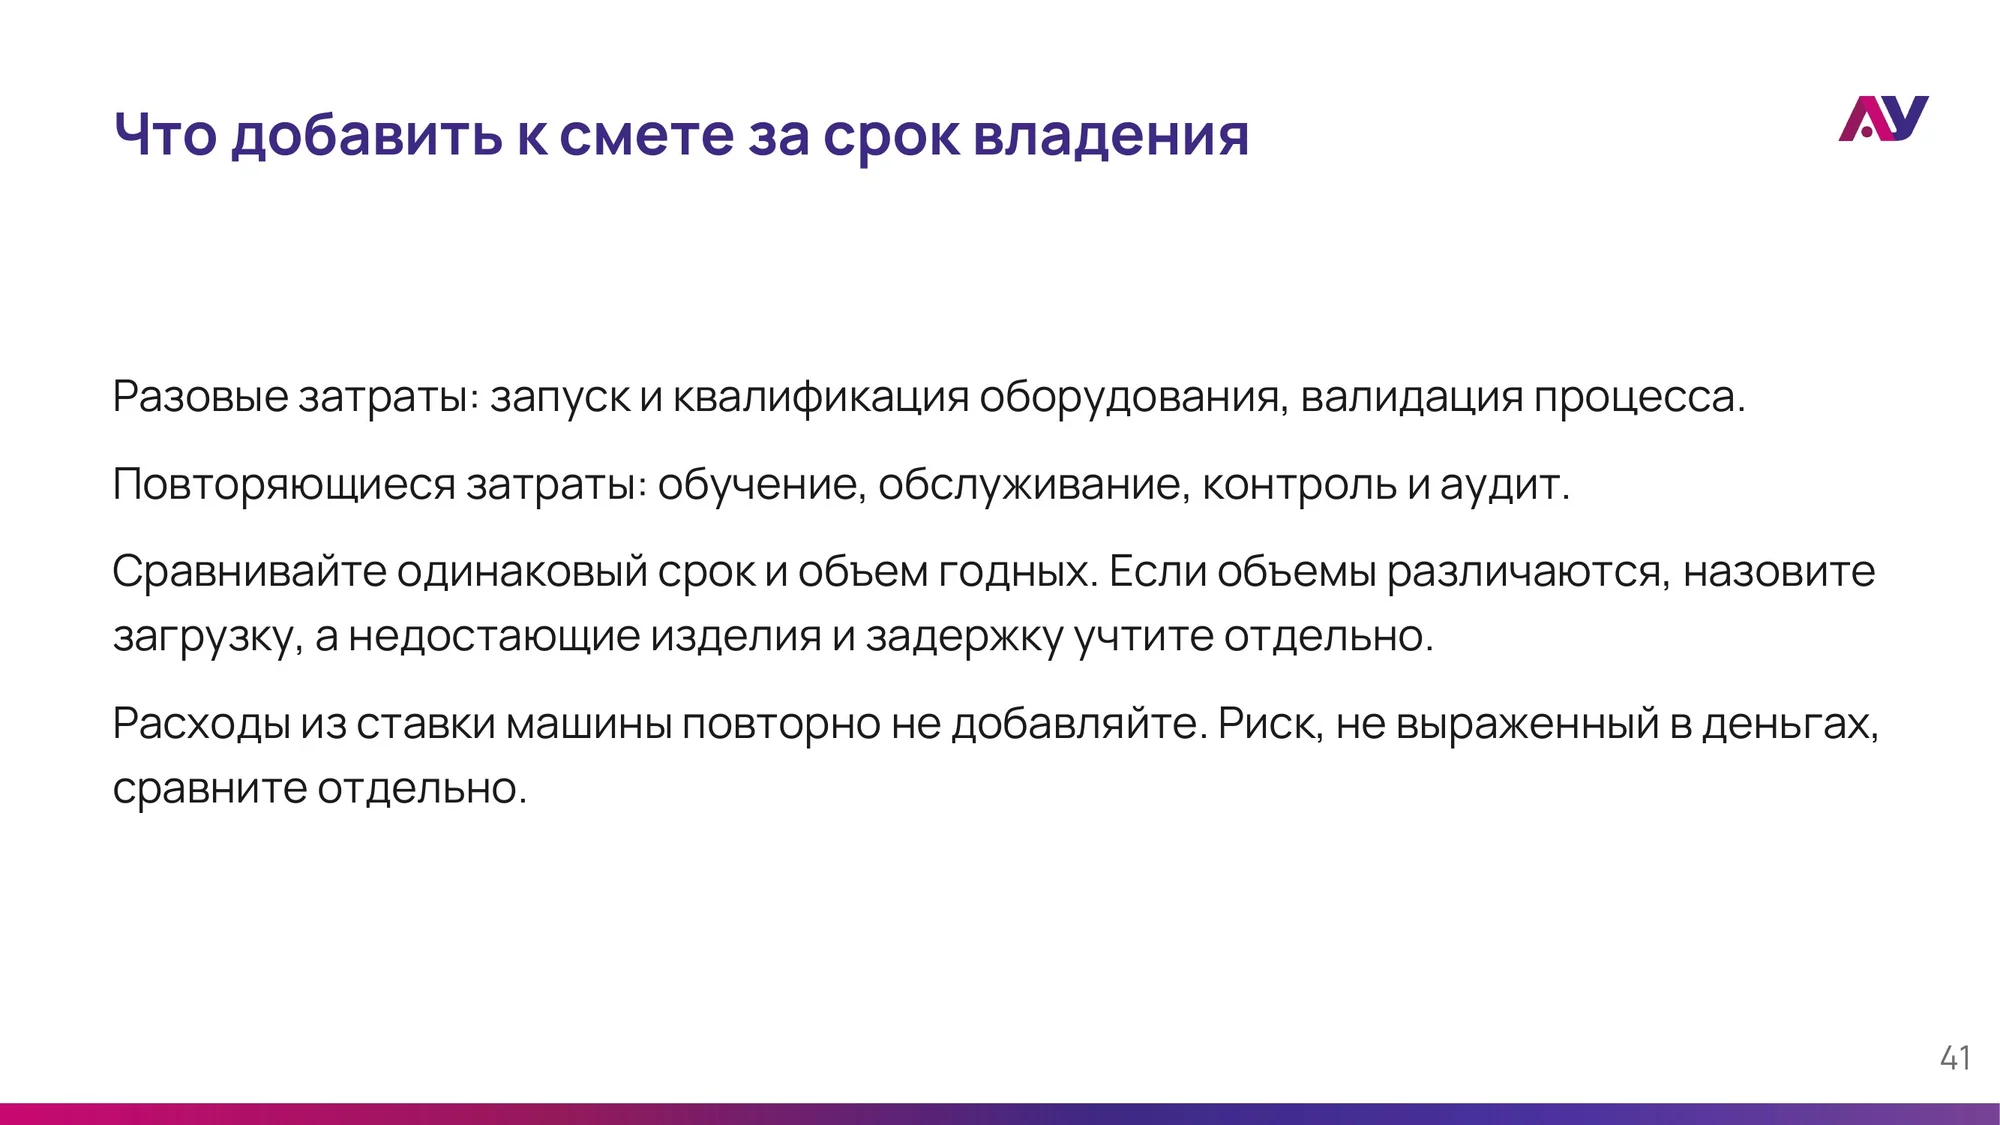 Что добавить к смете за срок владения
АУ
Разовые затраты: запуск и квалификация оборудования, валидация процесса.
Повторяющиеся затраты: обучение, обслуживание, контроль и аудит.
Сравнивайте одинаковый срок и объем годных. Если объемы различаются, назовите
загрузку, а недостающие изделия и задержку учтите отдельно.
Расходы из ставки машины повторно не добавляйте. Риск, не выраженный в деньгах,
сравните отдельно.
41